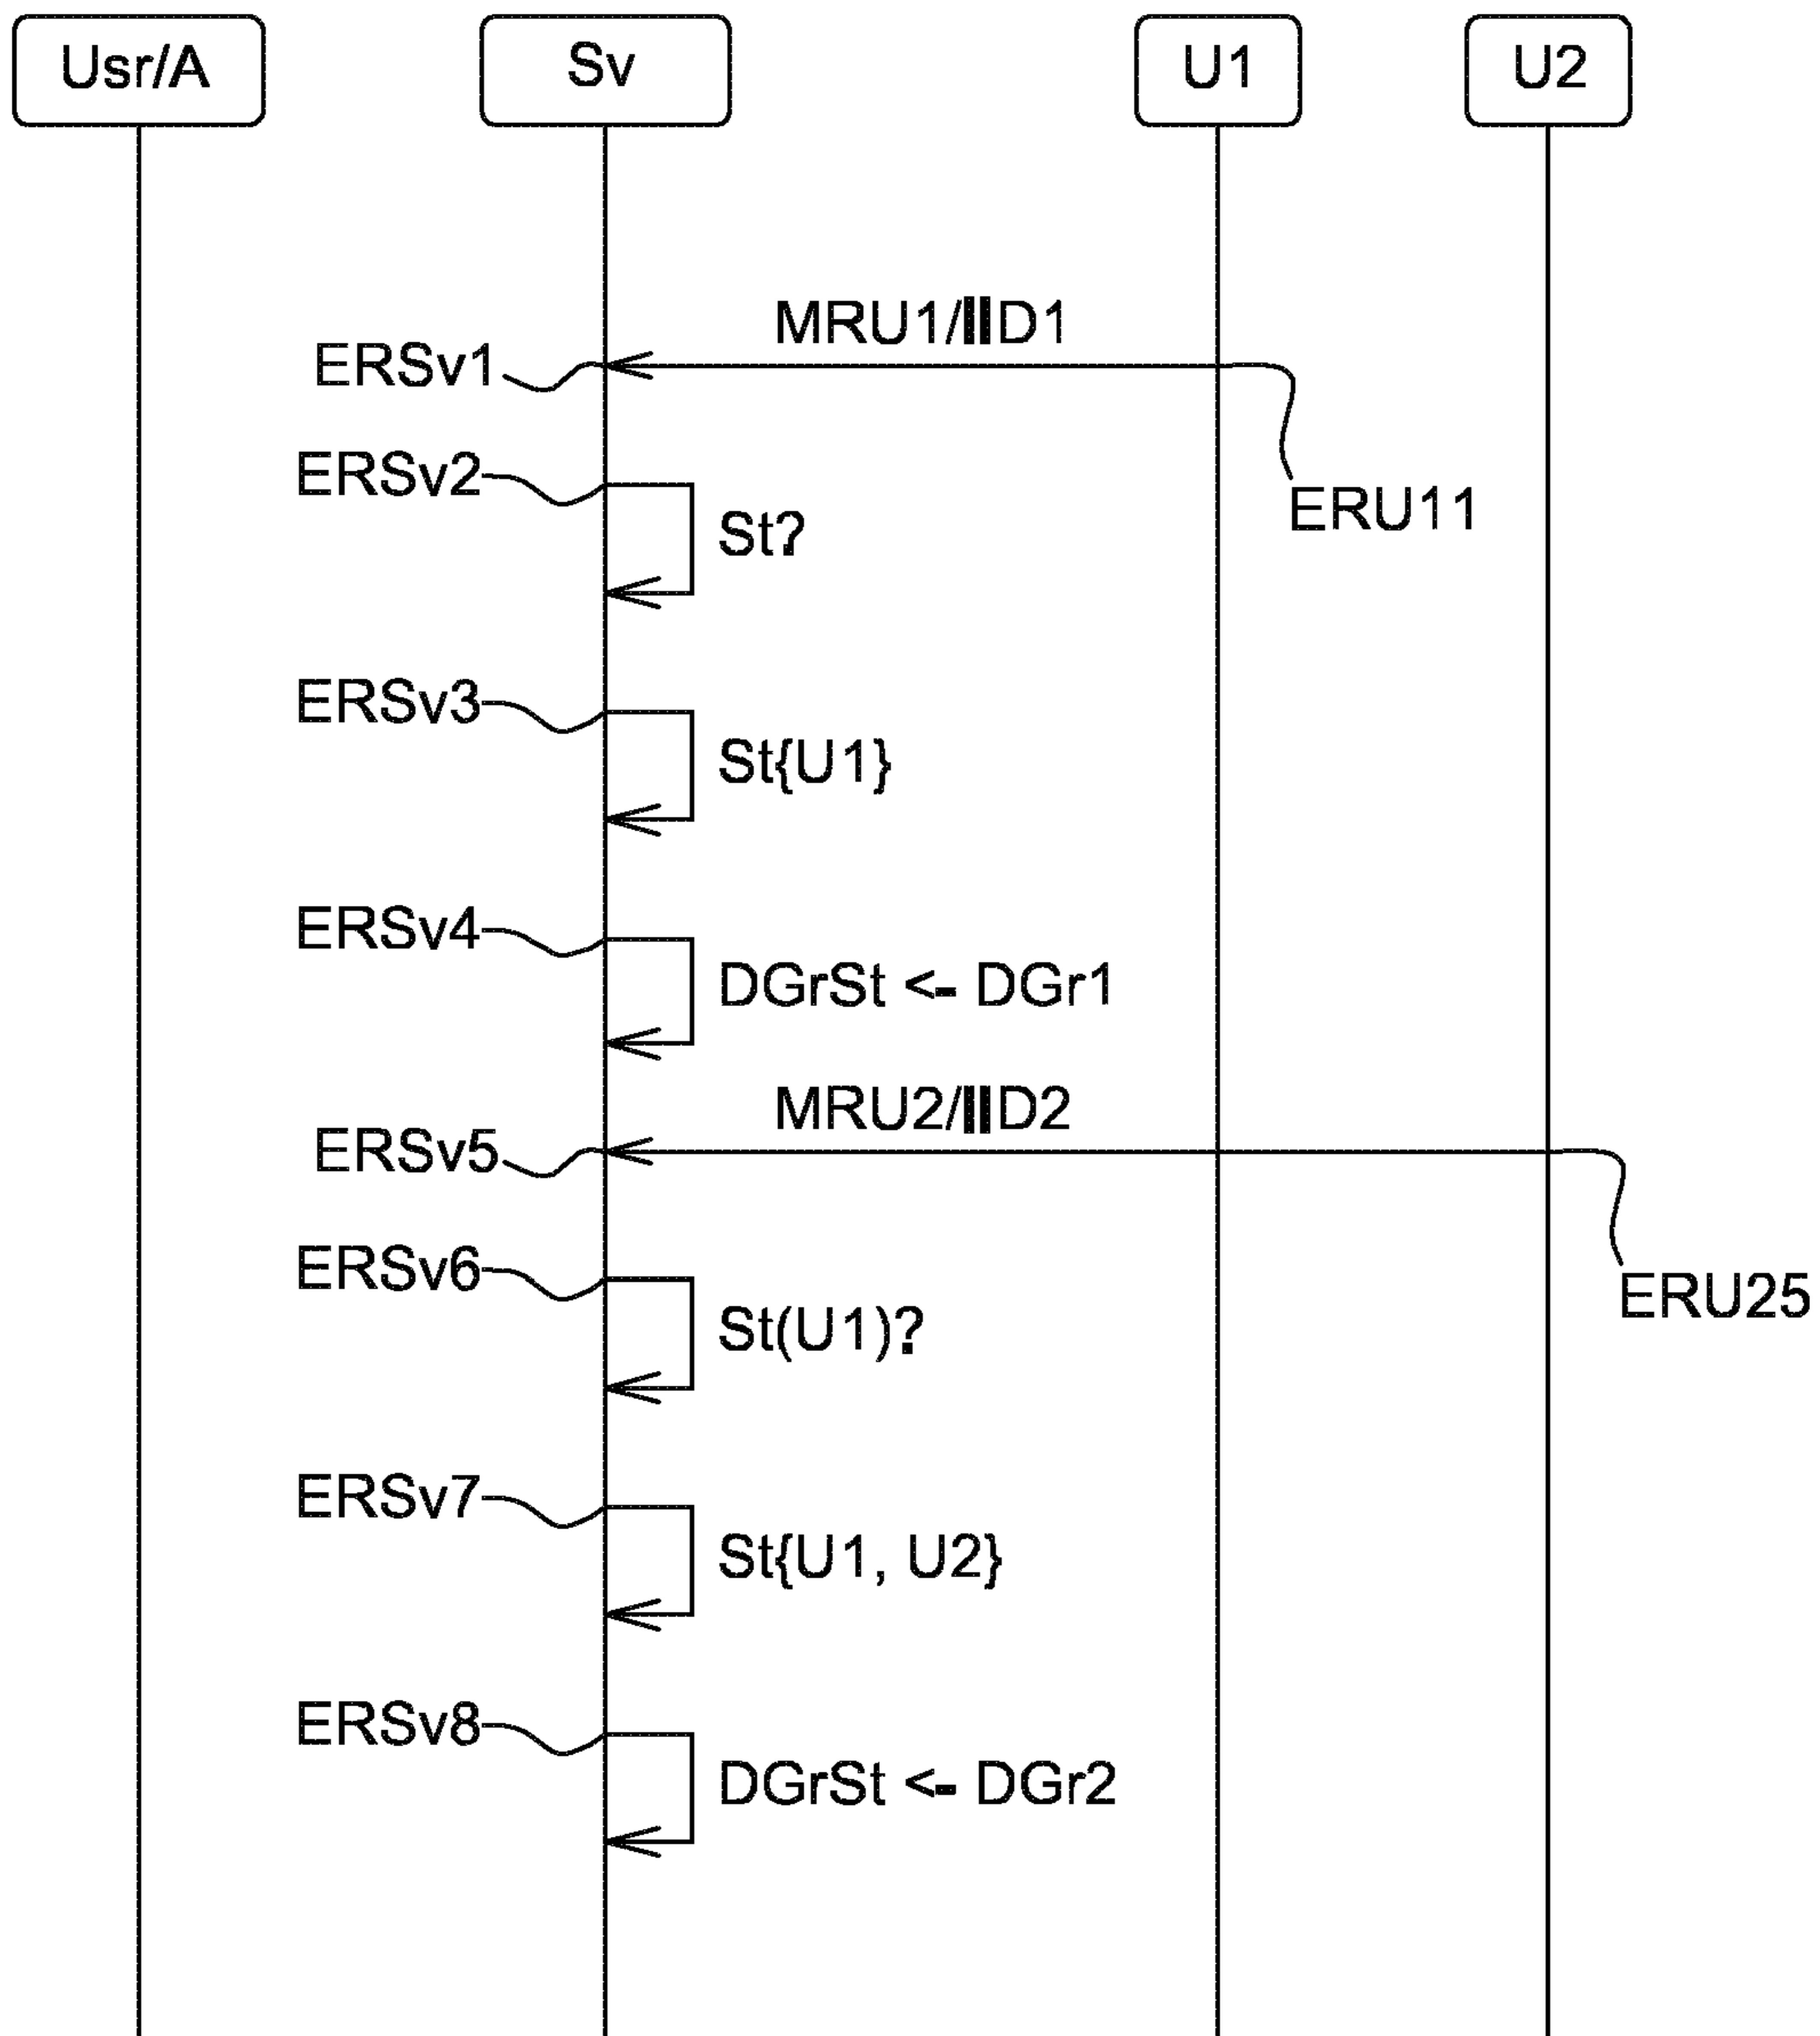 Usr/A Sv U1 U2
MRU1/IID1
ERSv1
ERSv2
ERU11
St?
ERSv3
St{U1}
ERSv4
DGrSt <- DGr1
MRU2/IID2
ERSv5
ERSv6
ERU25
St(U1)?
ERSv7
St{U1, U2}
ERSv8
DGrSt <- DGr2